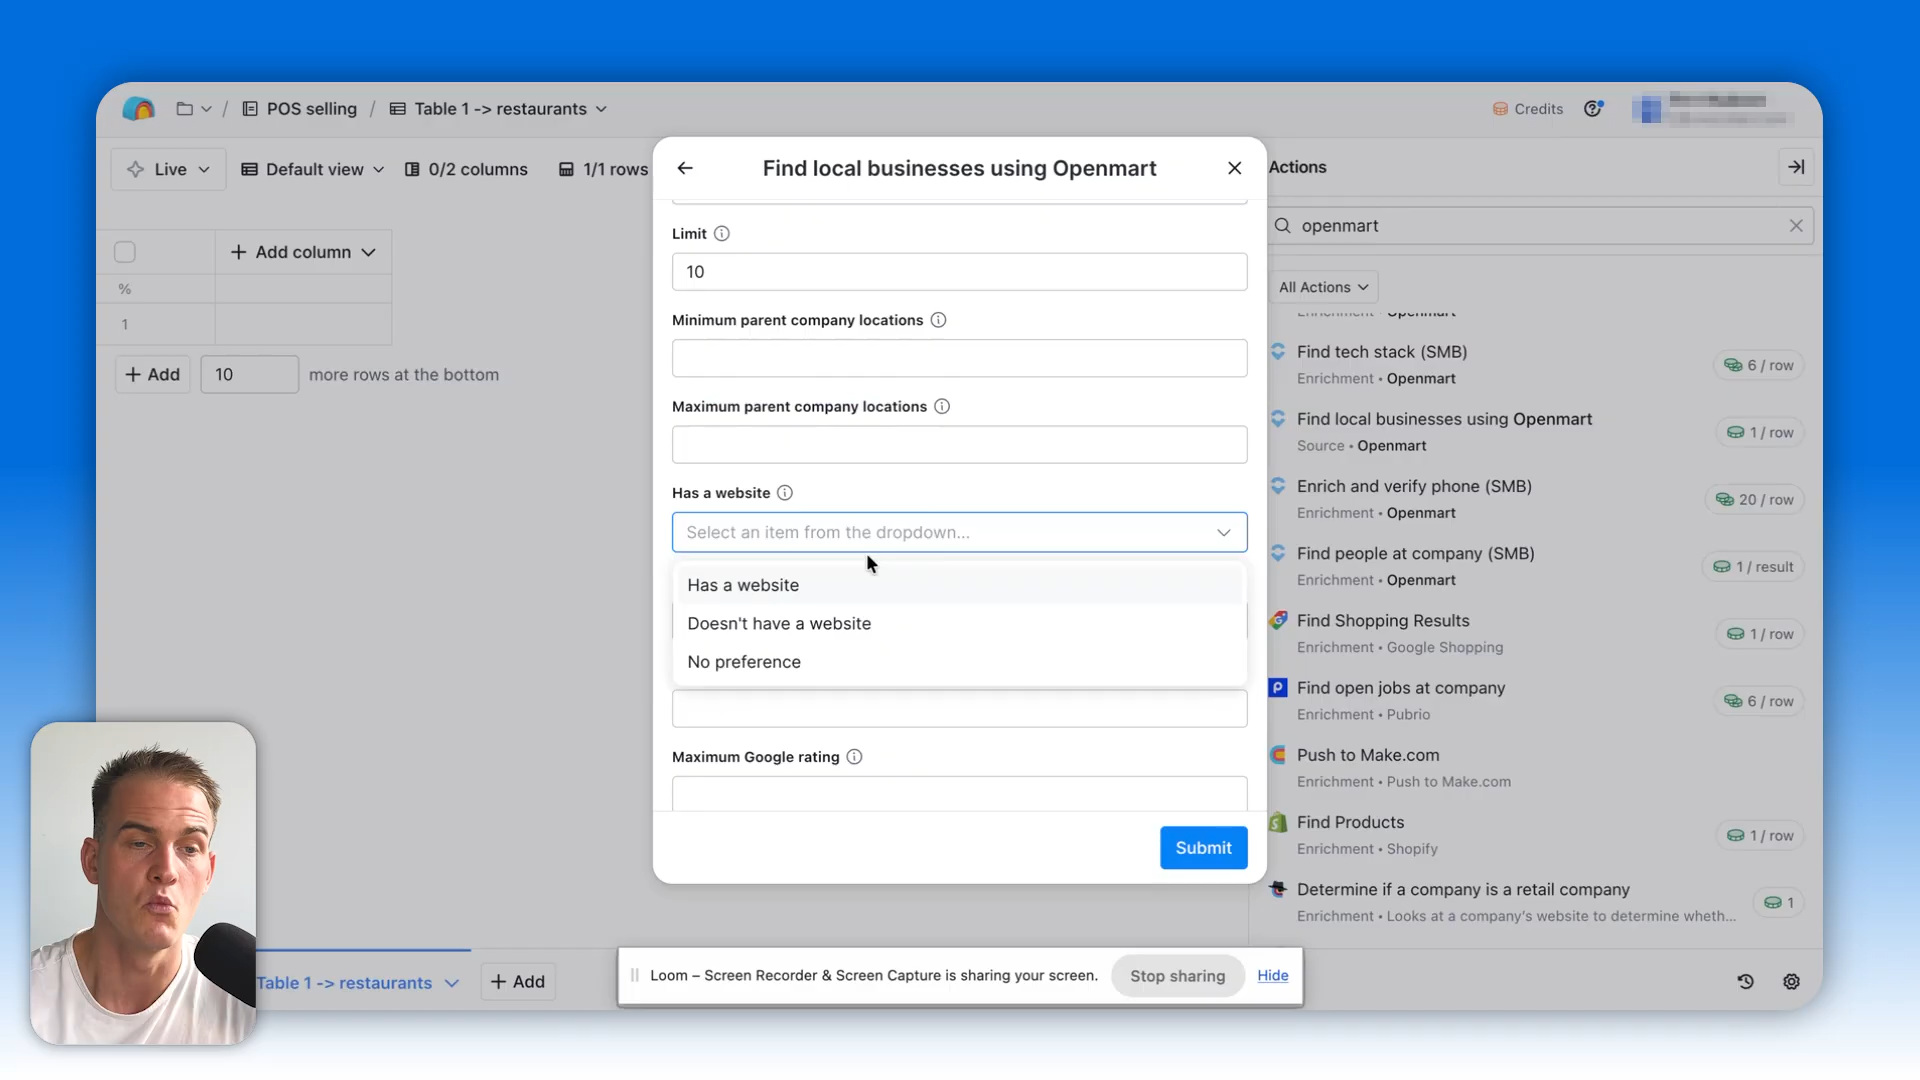 / POS selling / Table 1 -> restaurants
Credits
Live Default view 0/2 columns 1/1 rows
Add column
%
1
+ Add 10 more rows at the bottom
Find local businesses using Openmart
Limit
10
Minimum parent company locations
Maximum parent company locations
Has a website
Select an item from the dropdown...
Has a website
Doesn't have a website
No preference
Maximum Google rating
Submit
Actions
openmart
All Actions
Enrichment • Openmart
Find tech stack (SMB)
6 / row
Enrichment • Openmart
Find local businesses using Openmart
1 / row
Source • Openmart
Enrich and verify phone (SMB)
20 / row
Enrichment • Openmart
Find people at company (SMB)
1 / result
Enrichment • Openmart
Find Shopping Results
1 / row
Enrichment • Google Shopping
Find open jobs at company
6 / row
Enrichment • Pubrio
Push to Make.com
Enrichment • Push to Make.com
Find Products
1 / row
Enrichment • Shopify
Determine if a company is a retail company
1
Enrichment • Looks at a company's website to determine wheth...
Table 1 -> restaurants + Add
Loom – Screen Recorder & Screen Capture is sharing your screen. Stop sharing Hide